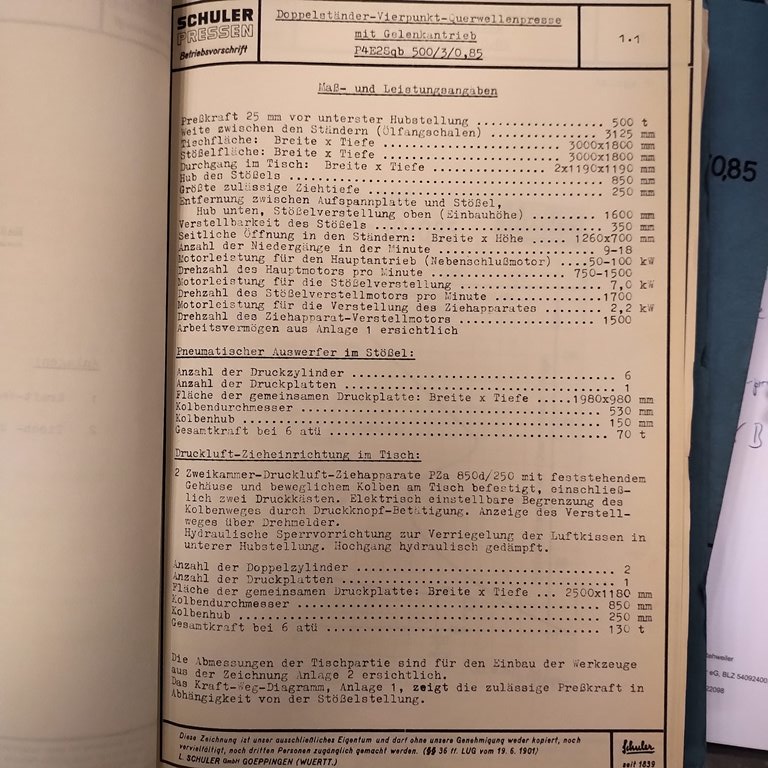 SCHULER
PRESSEN
Betriebsvorschrift
Doppelständer-Vierpunkt-Querwellenpresse
mit Gelenkantrieb
P4E2Sqb 500/3/0,85
1.1
Maß- und Leistungsangaben
Preßkraft 25 mm vor unterster Hubstellung ................ 500 t
Weite zwischen den Ständern (Ölfangschalen) .............. 3125 mm
Tischfläche: Breite x Tiefe ......................... 3000x1800 mm
Stößelfläche: Breite x Tiefe ........................ 3000x1800 mm
Durchgang im Tisch: Breite x Tiefe ................ 2x1190x1190 mm
Hub des Stößels .......................................... 850 mm
Größte zulässige Ziehtiefe ............................... 250 mm
Entfernung zwischen Aufspannplatte und Stößel,
Hub unten, Stößelverstellung oben (Einbauhöhe) ......... 1600 mm
Verstellbarkeit des Stößels .............................. 350 mm
Seitliche Öffnung in den Ständern: Breite x Höhe ..... 1260x700 mm
Anzahl der Niedergänge in der Minute ..................... 9-18
Motorleistung für den Hauptantrieb (Nebenschlußmotor) ....50-100 kW
Drehzahl des Hauptmotors pro Minute .................. 750-1500
Motorleistung für die Stößelverstellung .................. 7,0 kW
Drehzahl des Stößelverstellmotors pro Minute ............. 1700
Motorleistung für die Verstellung des Ziehapparates ...... 2,2 kW
Drehzahl des Ziehapparat-Verstellmotors .................. 1500
Arbeitsvermögen aus Anlage 1 ersichtlich
Pneumatischer Auswerfer im Stößel:
Anzahl der Druckzylinder ................................. 6
Anzahl der Druckplatten .................................. 1
Fläche der gemeinsamen Druckplatte: Breite x Tiefe .....1980x980 mm
Kolbendurchmesser ........................................ 530 mm
Kolbenhub ................................................ 150 mm
Gesamtkraft bei 6 atü .................................... 70 t
Druckluft-Zieheinrichtung im Tisch:
2 Zweikammer-Druckluft-Ziehapparate PZa 850d/250 mit feststehendem
Gehäuse und beweglichem Kolben am Tisch befestigt, einschließ-
lich zwei Druckkästen. Elektrisch einstellbare Begrenzung des
Kolbenweges durch Druckknopf-Betätigung. Anzeige des Verstell-
weges über Drehmelder.
Hydraulische Sperrvorrichtung zur Verriegelung der Luftkissen in
unterer Hubstellung. Hochgang hydraulisch gedämpft.
Anzahl der Doppelzylinder ................................ 2
Anzahl der Druckplatten .................................. 1
Fläche der gemeinsamen Druckplatte: Breite x Tiefe ... 2500x1180 mm
Kolbendurchmesser ........................................ 850 mm
Kolbenhub ................................................ 250 mm
Gesamtkraft bei 6 atü .................................... 130 t
Die Abmessungen der Tischpartie sind für den Einbau der Werkzeuge
aus der Zeichnung Anlage 2 ersichtlich.
Das Kraft-Weg-Diagramm, Anlage 1, zeigt die zulässige Preßkraft in
Abhängigkeit von der Stößelstellung.
Diese Zeichnung ist unser ausschließliches Eigentum und darf ohne unsere Genehmigung weder kopiert, noch
vervielfältigt, noch dritten Personen zugänglich gemacht werden. (§§ 36 ff. LUG vom 19. 6. 1901)
L. SCHULER GmbH GOEPPINGEN (WUERTT.)
Schuler
seit 1839
0,85
eG, BLZ 54092400